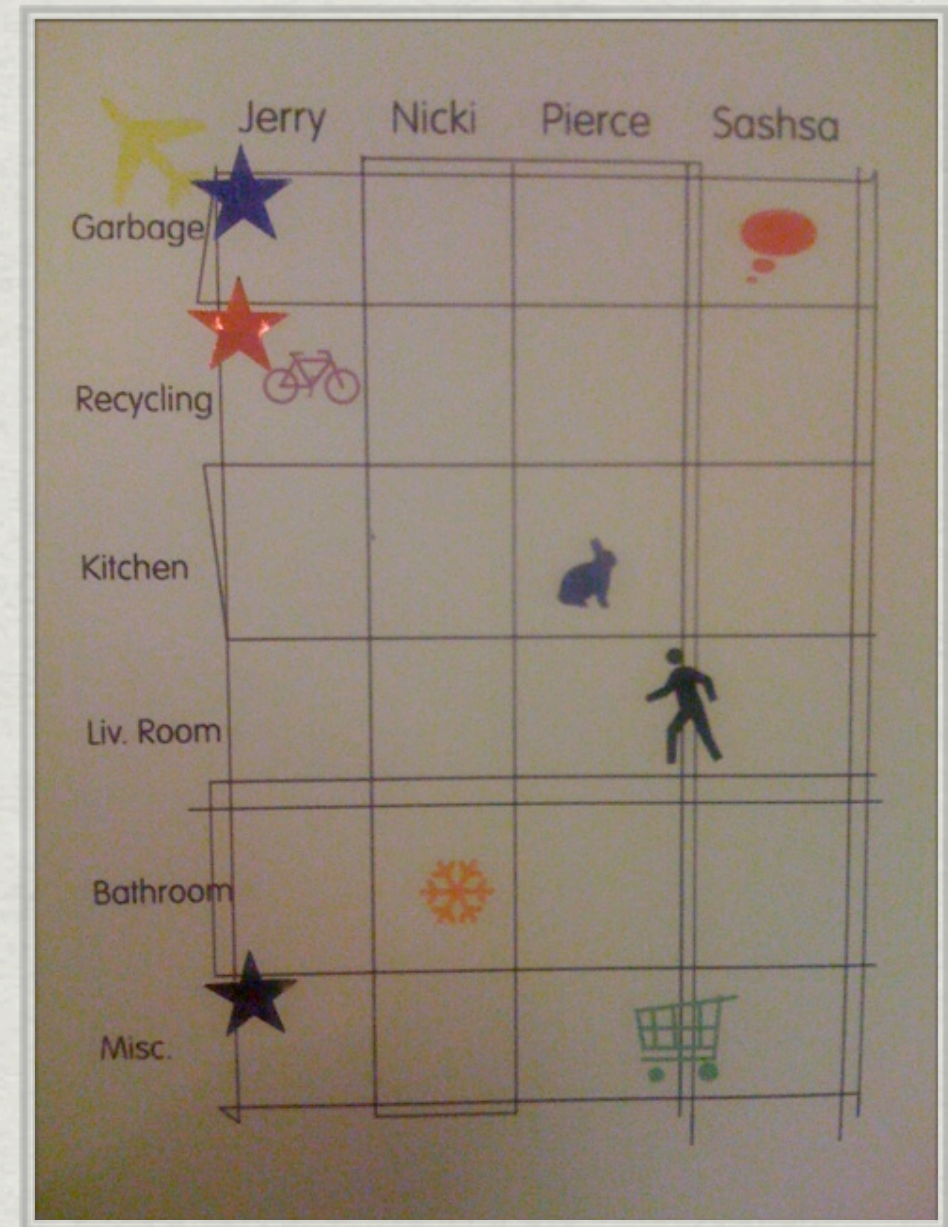 Jerry Nicki Pierce Sashsa
Garbage
Recycling
Kitchen
Liv. Room
Bathroom
Misc.